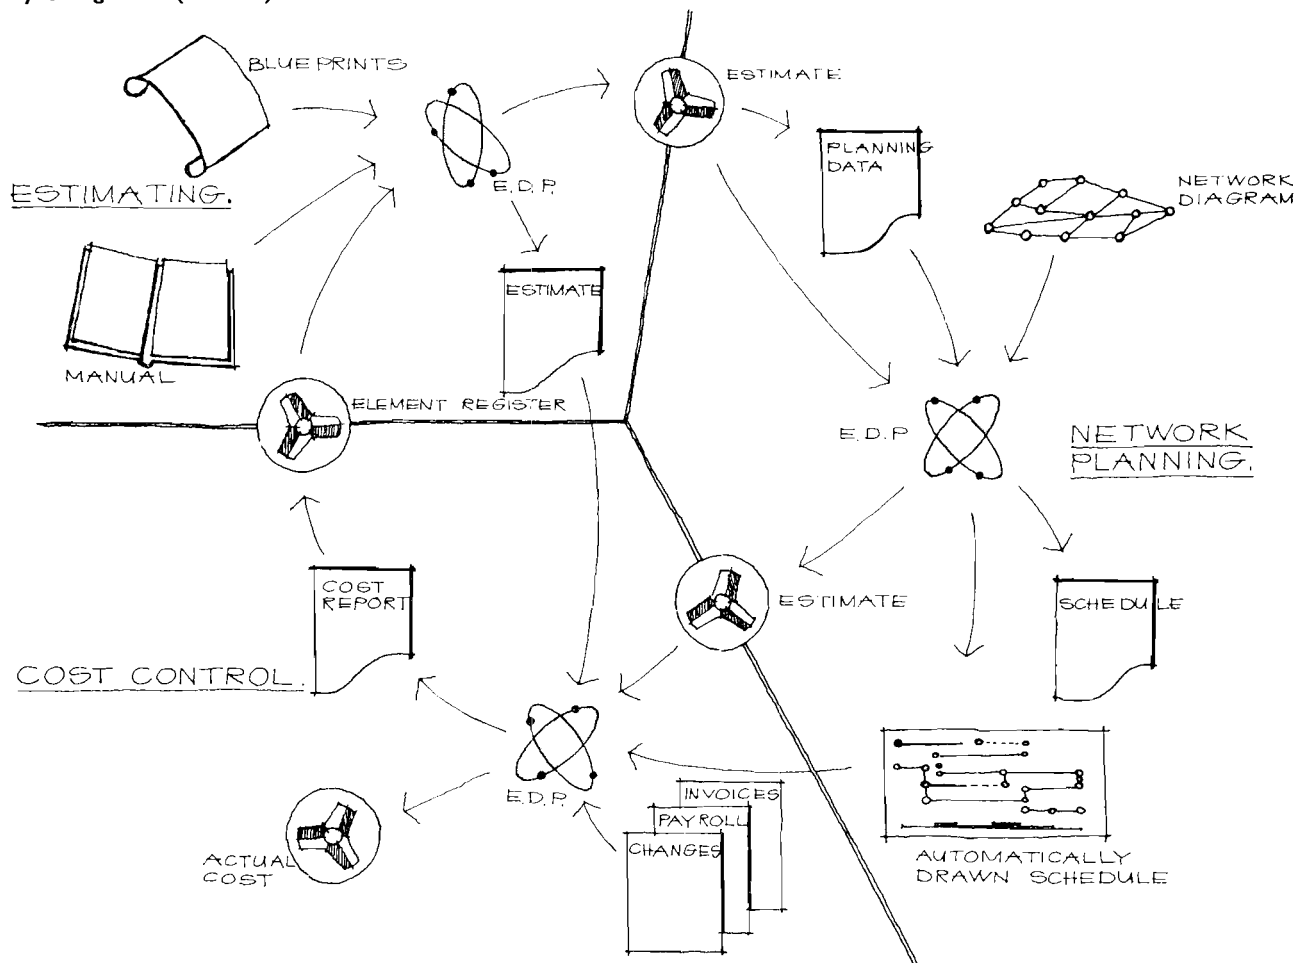 BLUE PRINTS
ESTIMATE
PLANNING
DATA
NETWORK
DIAGRAM
E.D.P.
ESTIMATING.
ESTIMATE
MANUAL
ELEMENT REGISTER
E.D.P
NETWORK
PLANNING.
COST
REPORT
ESTIMATE
SCHEDULE
COST CONTROL.
E.D.P.
INVOICES
PAYROLL
CHANGES
ACTUAL
COST
AUTOMATICALLY
DRAWN SCHEDULE